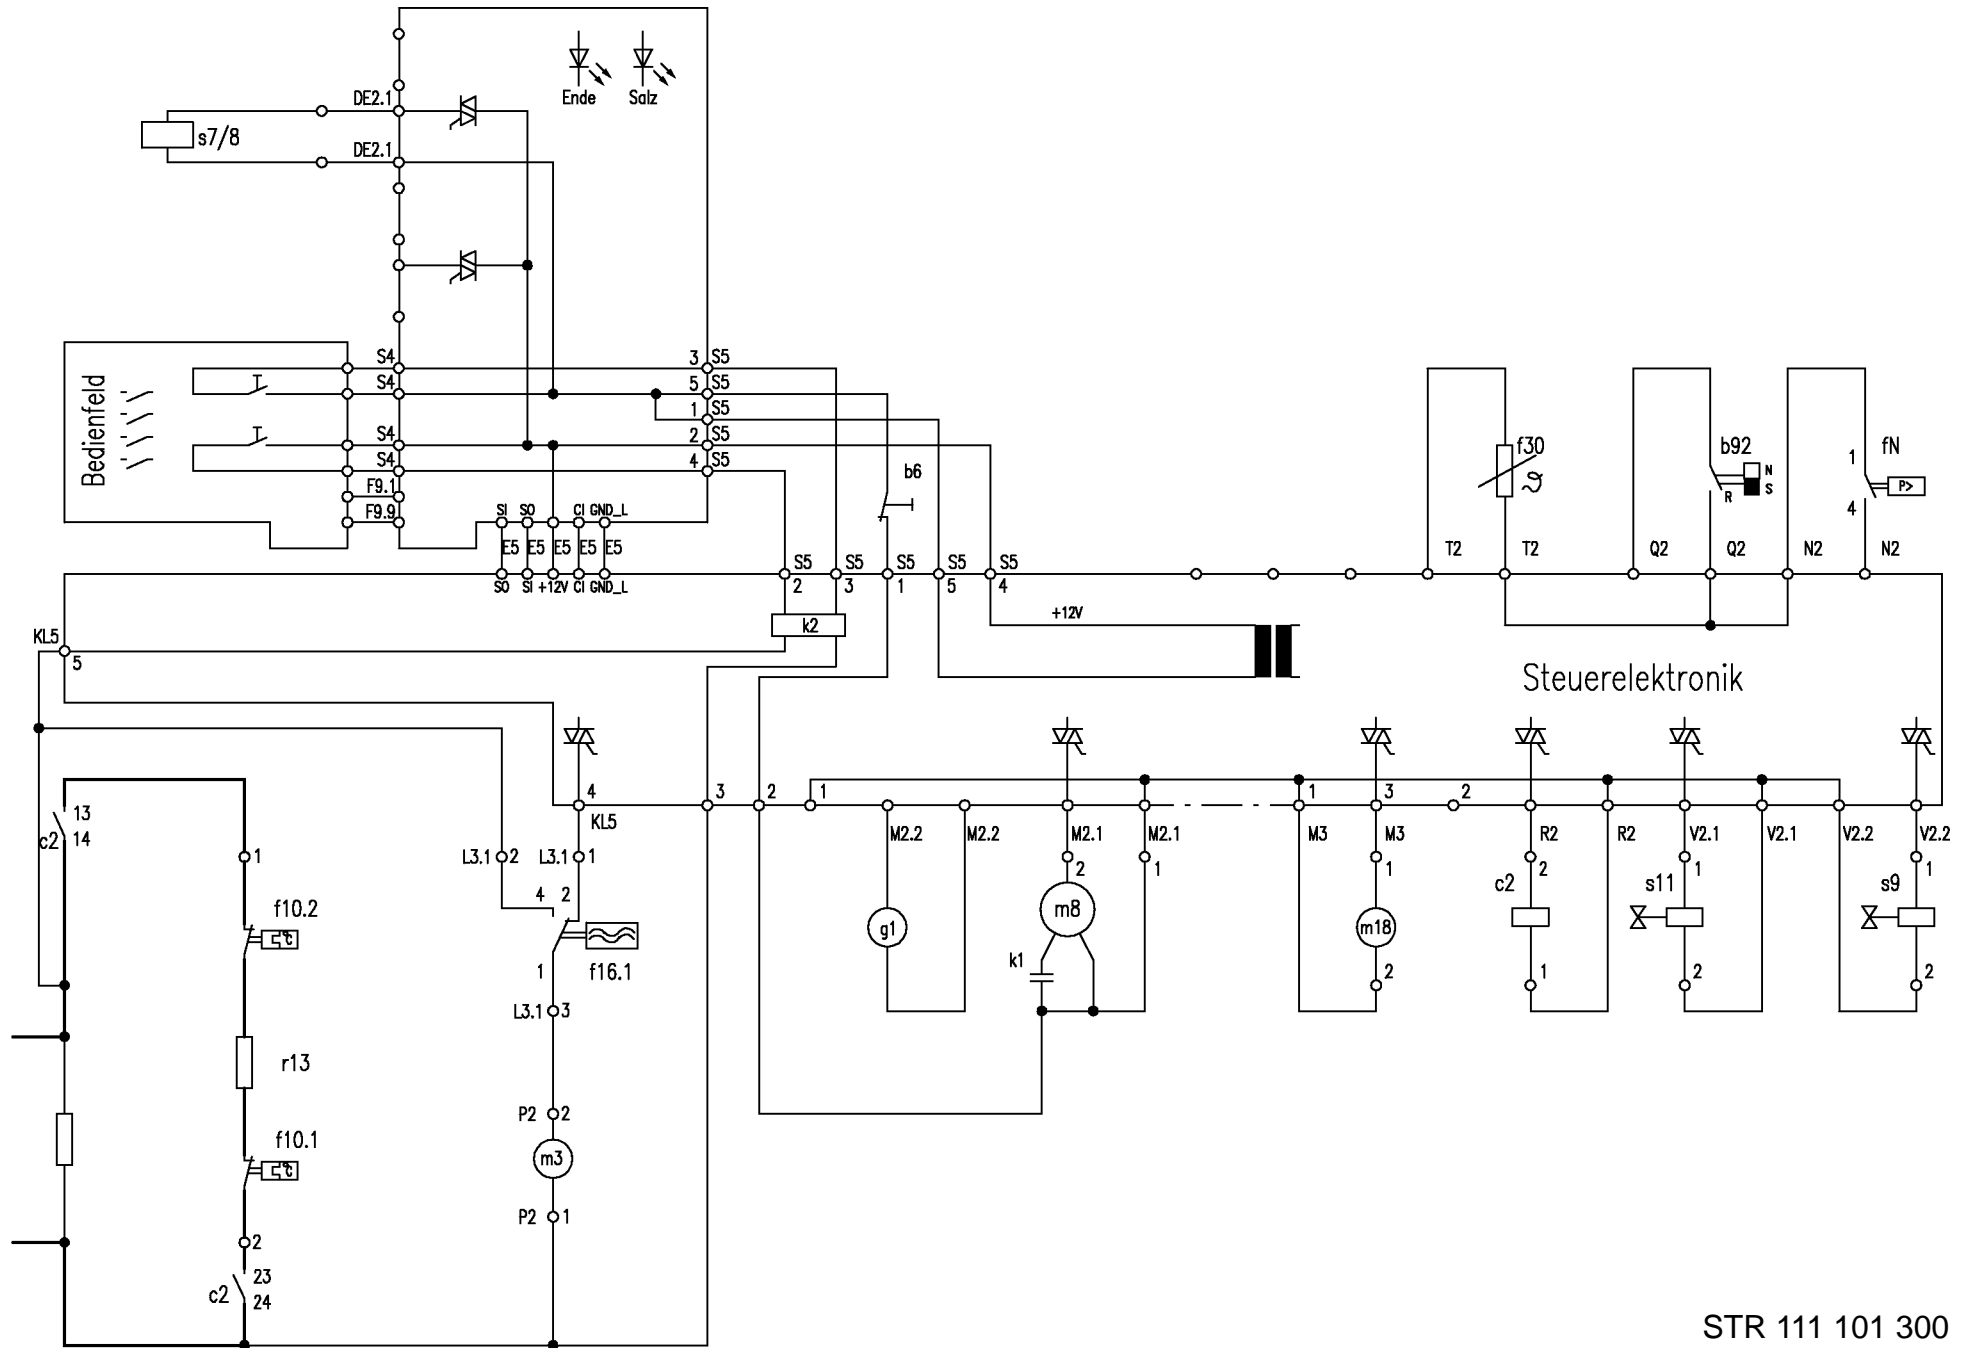 Ende Salz
DE2.1
s7/8
DE2.1
Bedienfeld
S4 3 S5
S4 5 S5
1 S5
S4 2 S5
S4 4 S5
F9.1
F9.9
SI SO CI GND_L
E5 E5 E5 E5 E5
SO SI +12V CI GND_L
b6
f30 b92 N S R
1 fN P> 4
T2 T2 Q2 Q2 N2 N2
S5 S5 S5 S5 S5
2 3 1 5 4
k2
+12V
KL5
5
Steuerelektronik
4 3 2 1 1 3 2
KL5
13
c2 14
M2.2 M2.2 M2.1 M2.1 M3 M3 R2 R2 V2.1 V2.1 V2.2 V2.2
1 L3.1 2 L3.1 1 2 1 1 2 1 1
4 2
c2 s11 s9
f10.2
°C
g1 m8 m18
1 f16.1 k1
2 1 2 2
L3.1 3
r13
P2 2
f10.1
°C
m3
P2 1
2
23
c2 24
STR 111 101 300